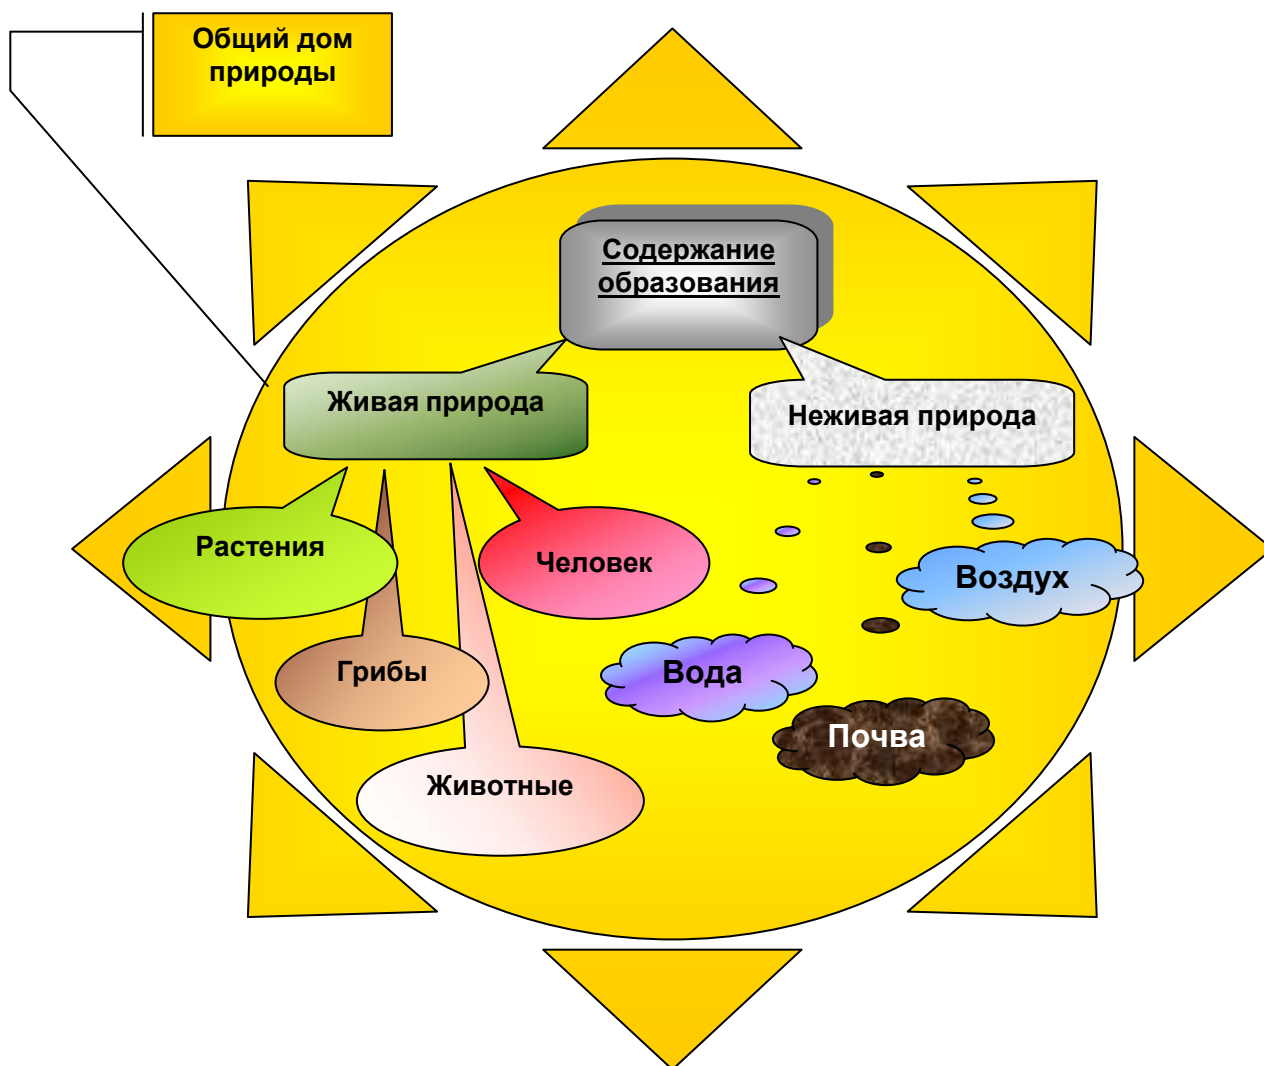 Общий дом
природы
Содержание
образования
Живая природа
Неживая природа
Растения
Человек
Воздух
Грибы
Вода
Почва
Животные